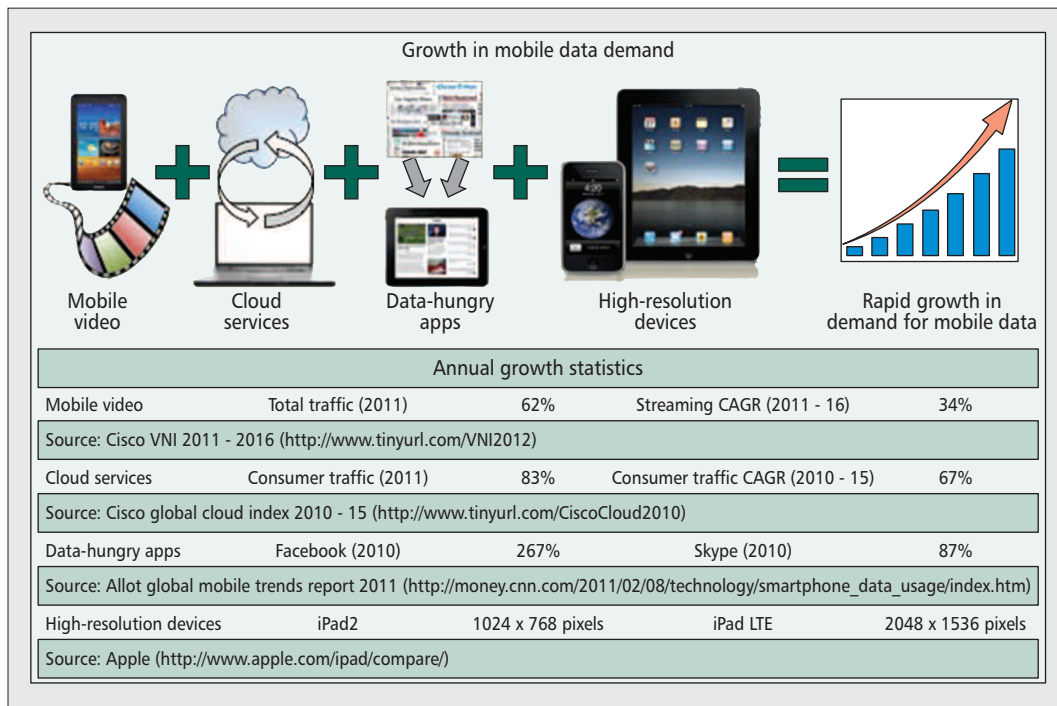 Growth in mobile data demand
4:20
Mobile
video
Cloud
services
Data-hungry
apps
High-resolution
devices
Rapid growth in
demand for mobile data
Annual growth statistics
Mobile video Total traffic (2011) 62% Streaming CAGR (2011 - 16) 34%
Source: Cisco VNI 2011 - 2016 (http://www.tinyurl.com/VNI2012)
Cloud services Consumer traffic (2011) 83% Consumer traffic CAGR (2010 - 15) 67%
Source: Cisco global cloud index 2010 - 15 (http://www.tinyurl.com/CiscoCloud2010)
Data-hungry apps Facebook (2010) 267% Skype (2010) 87%
Source: Allot global mobile trends report 2011 (http://money.cnn.com/2011/02/08/technology/smartphone_data_usage/index.htm)
High-resolution devices iPad2 1024 x 768 pixels iPad LTE 2048 x 1536 pixels
Source: Apple (http://www.apple.com/ipad/compare/)